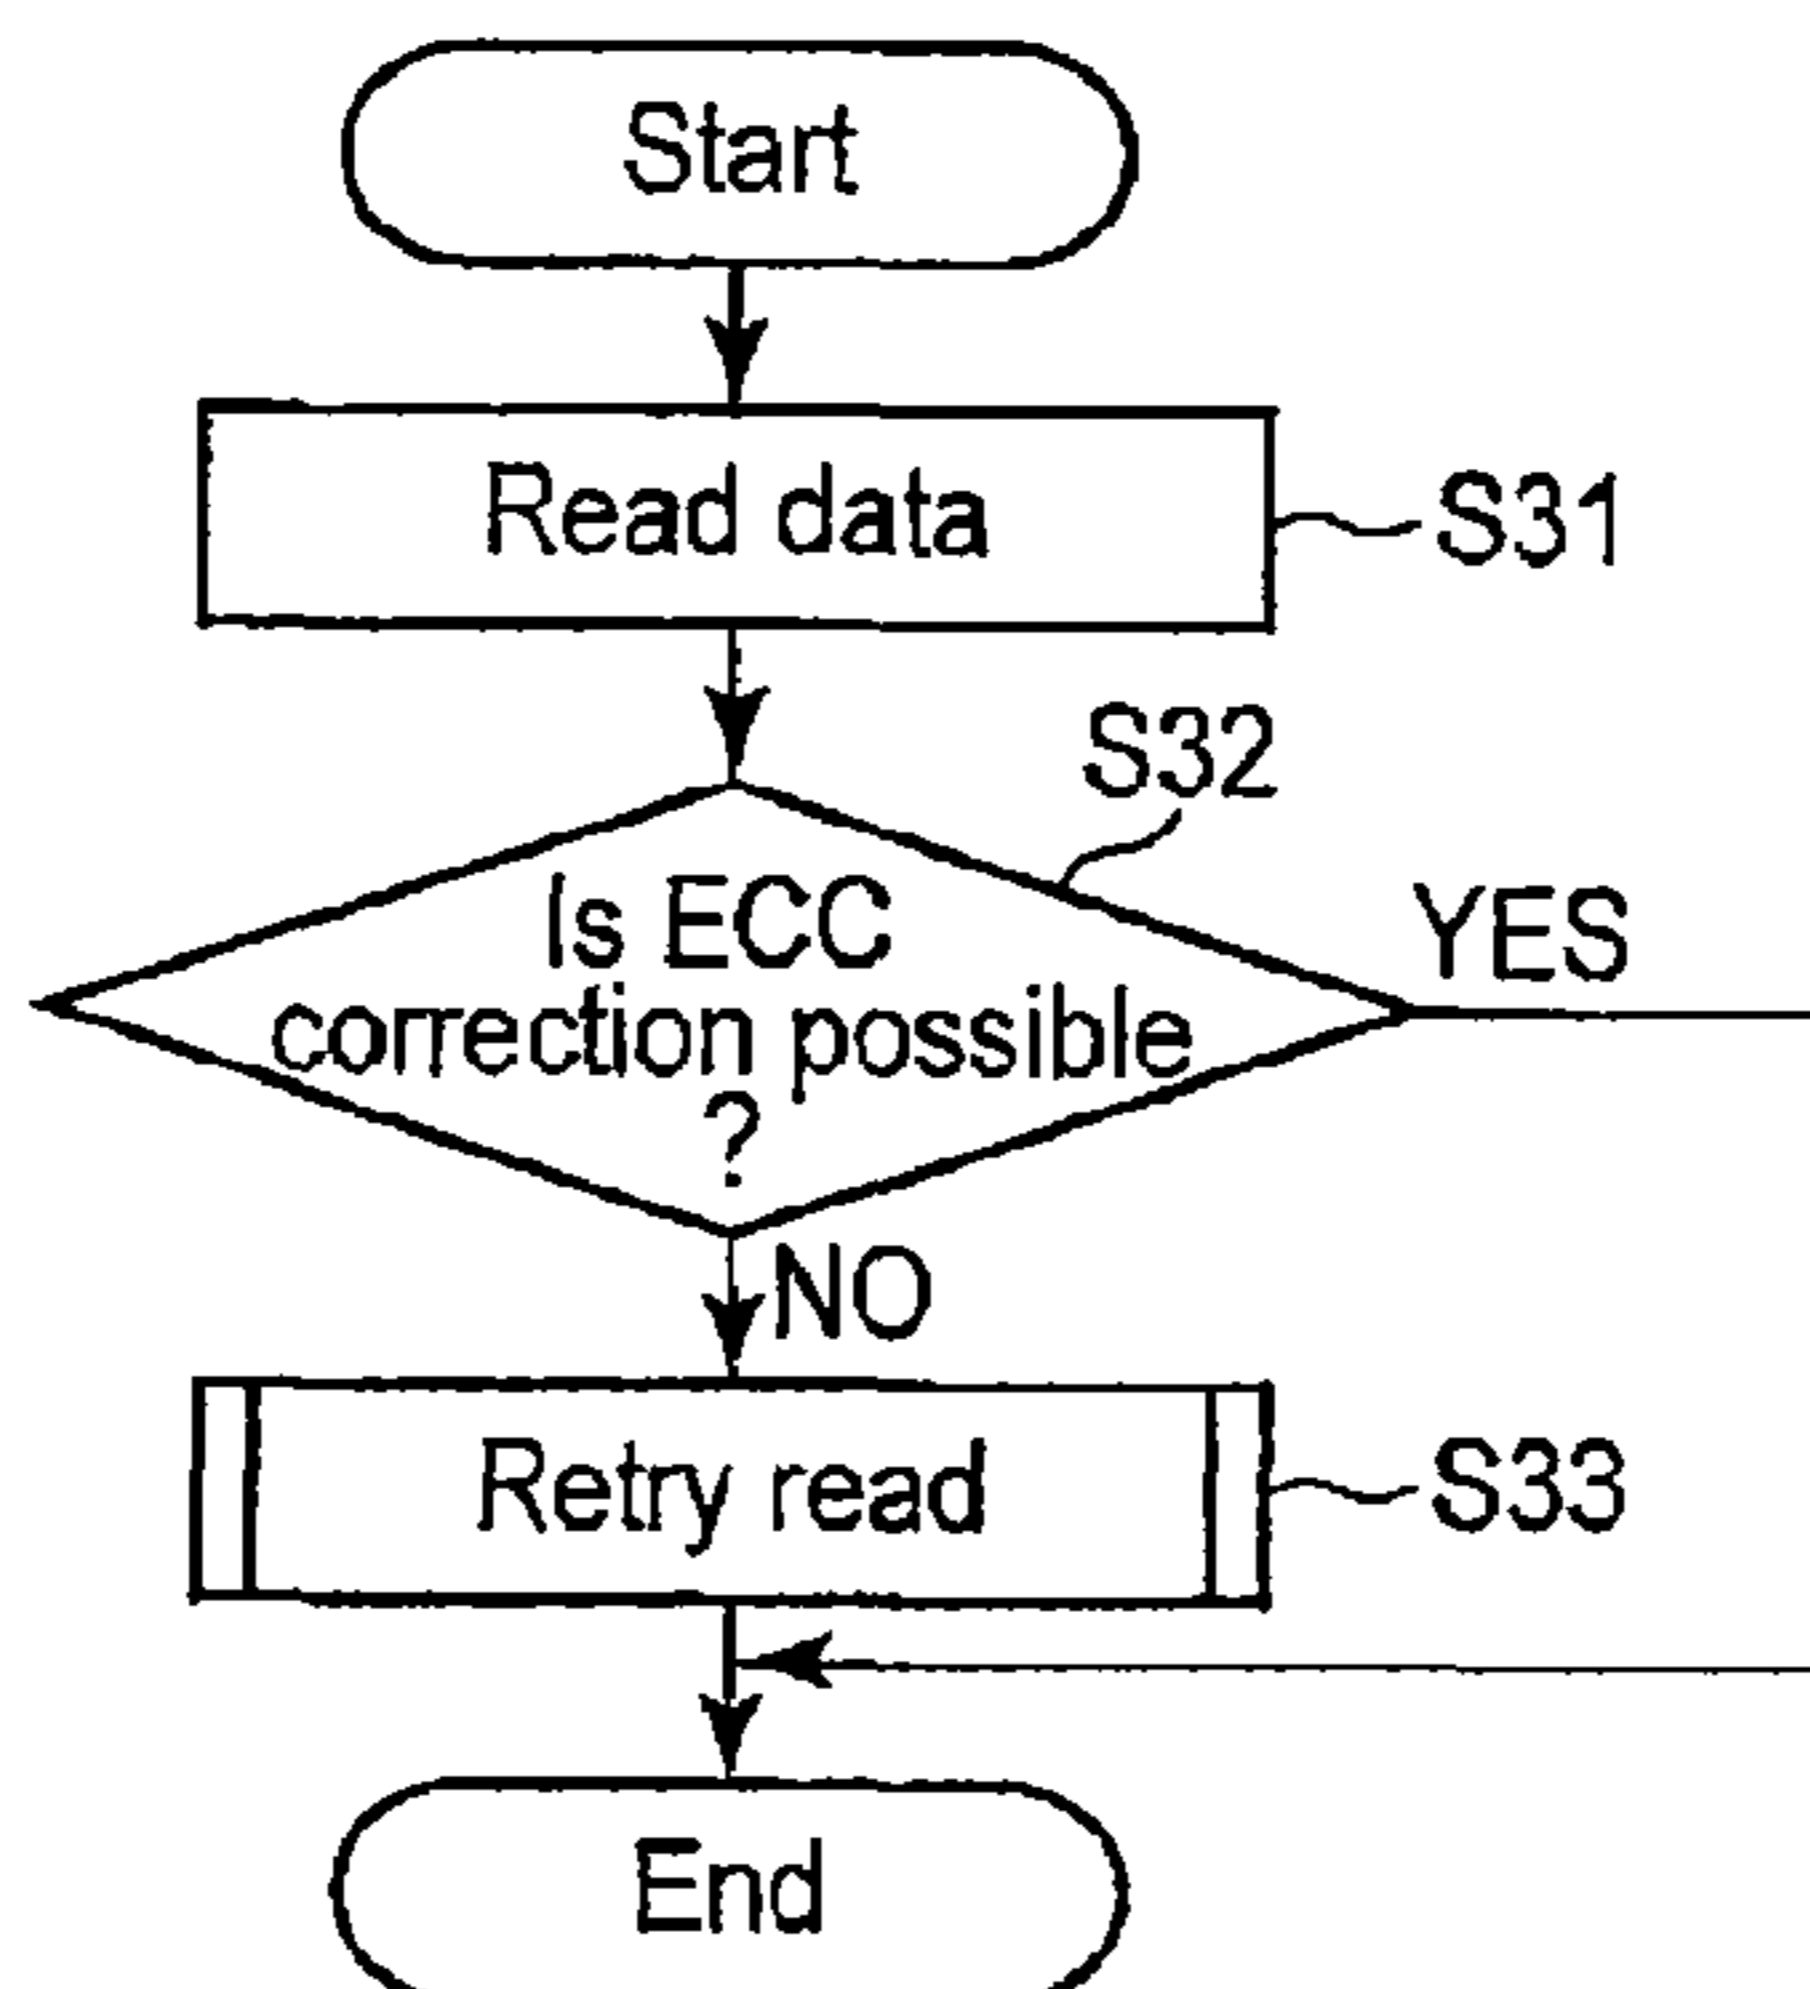 Start
Read data
S31
S32
Is ECC
correction possible
?
YES
NO
Retry read
S33
End